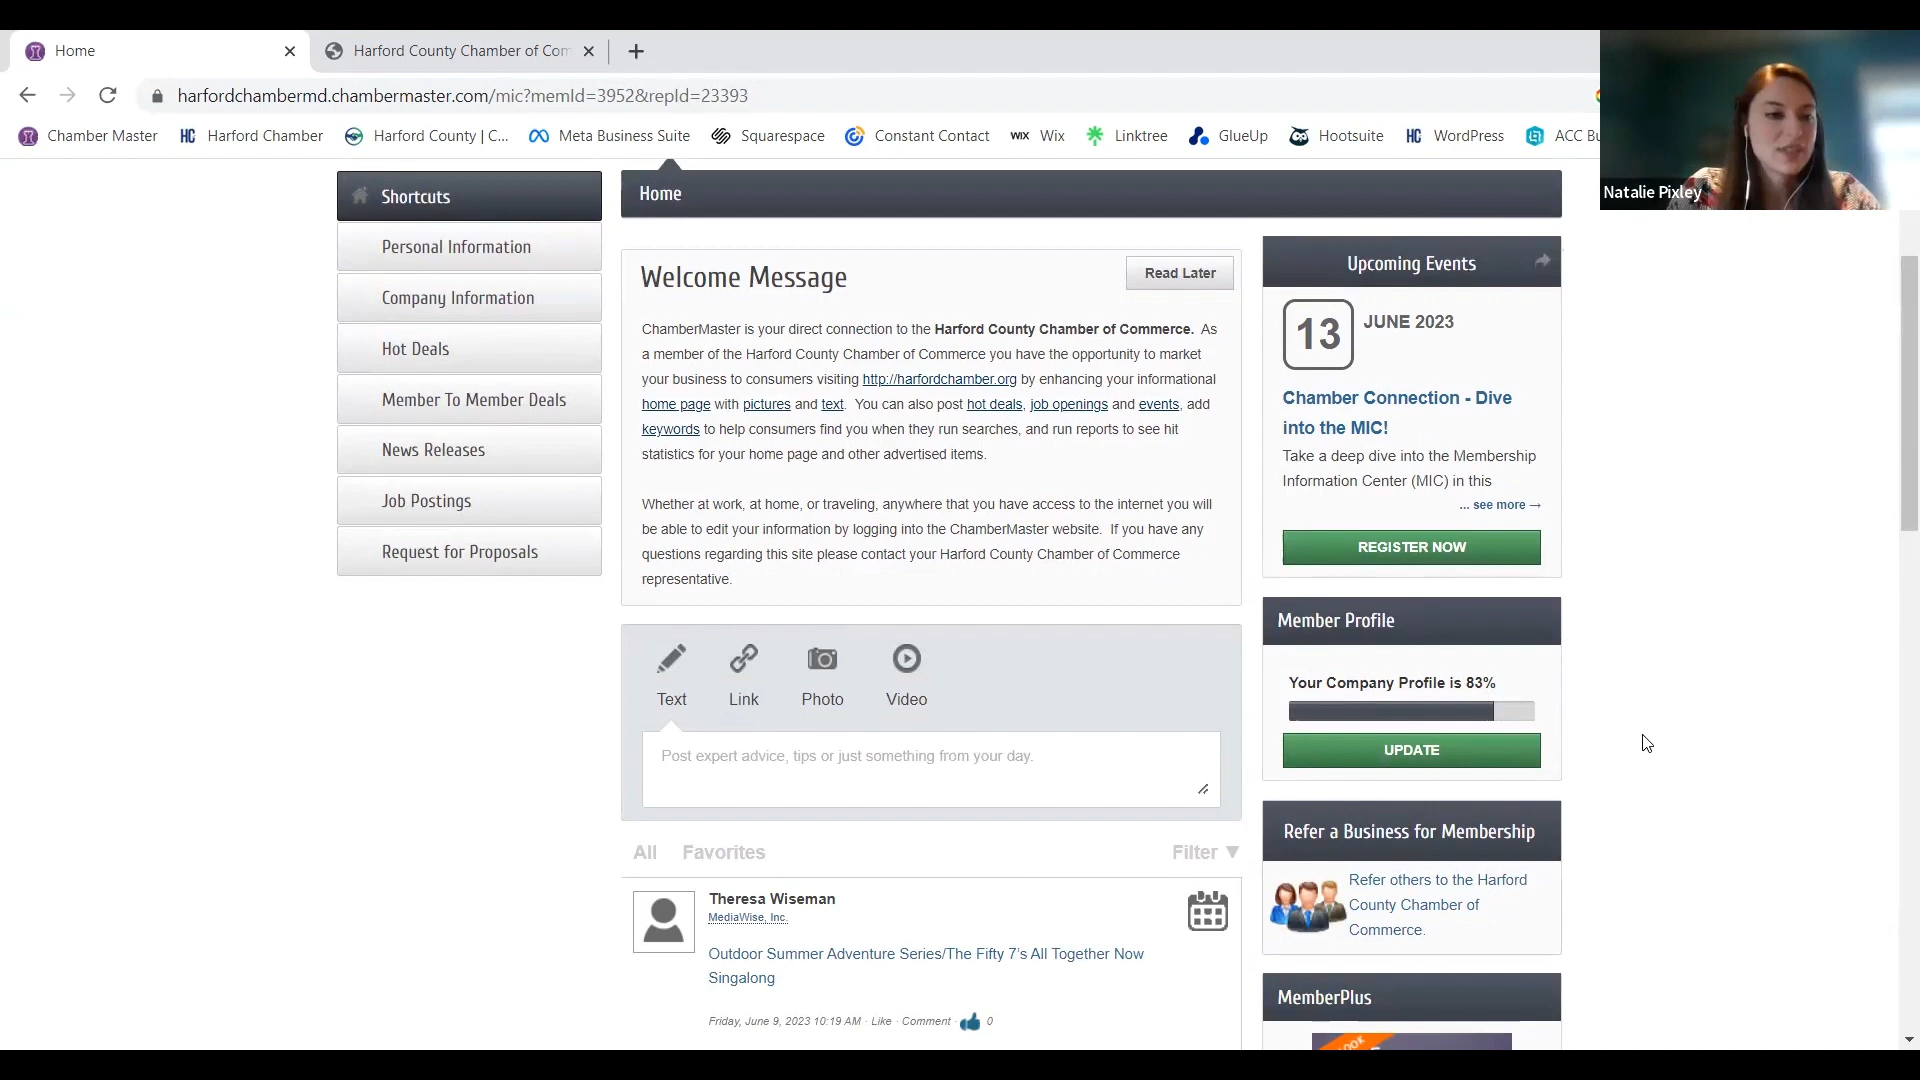 Home
Harford County Chamber of Com
harfordchambermd.chambermaster.com/mic?memId=3952&repId=23393
Chamber Master
HC Harford Chamber
Harford County | C...
Meta Business Suite
Squarespace
Constant Contact
WIX Wix
Linktree
GlueUp
Hootsuite
HC WordPress
ACC Bu
Natalie Pixley
Shortcuts
Personal Information
Company Information
Hot Deals
Member To Member Deals
News Releases
Job Postings
Request for Proposals
Home
Welcome Message
Read Later
ChamberMaster is your direct connection to the Harford County Chamber of Commerce. As
a member of the Harford County Chamber of Commerce you have the opportunity to market
your business to consumers visiting http://harfordchamber.org by enhancing your informational
home page with pictures and text. You can also post hot deals, job openings and events, add
keywords to help consumers find you when they run searches, and run reports to see hit
statistics for your home page and other advertised items.
Whether at work, at home, or traveling, anywhere that you have access to the internet you will
be able to edit your information by logging into the ChamberMaster website. If you have any
questions regarding this site please contact your Harford County Chamber of Commerce
representative.
Text
Link
Photo
Video
Post expert advice, tips or just something from your day.
All
Favorites
Filter ▼
Theresa Wiseman
MediaWise, Inc.
Outdoor Summer Adventure Series/The Fifty 7's All Together Now
Singalong
Friday, June 9, 2023 10:19 AM · Like · Comment · 0
Upcoming Events
13
JUNE 2023
Chamber Connection - Dive
into the MIC!
Take a deep dive into the Membership
Information Center (MIC) in this
... see more →
REGISTER NOW
Member Profile
Your Company Profile is 83%
UPDATE
Refer a Business for Membership
Refer others to the Harford
County Chamber of
Commerce.
MemberPlus